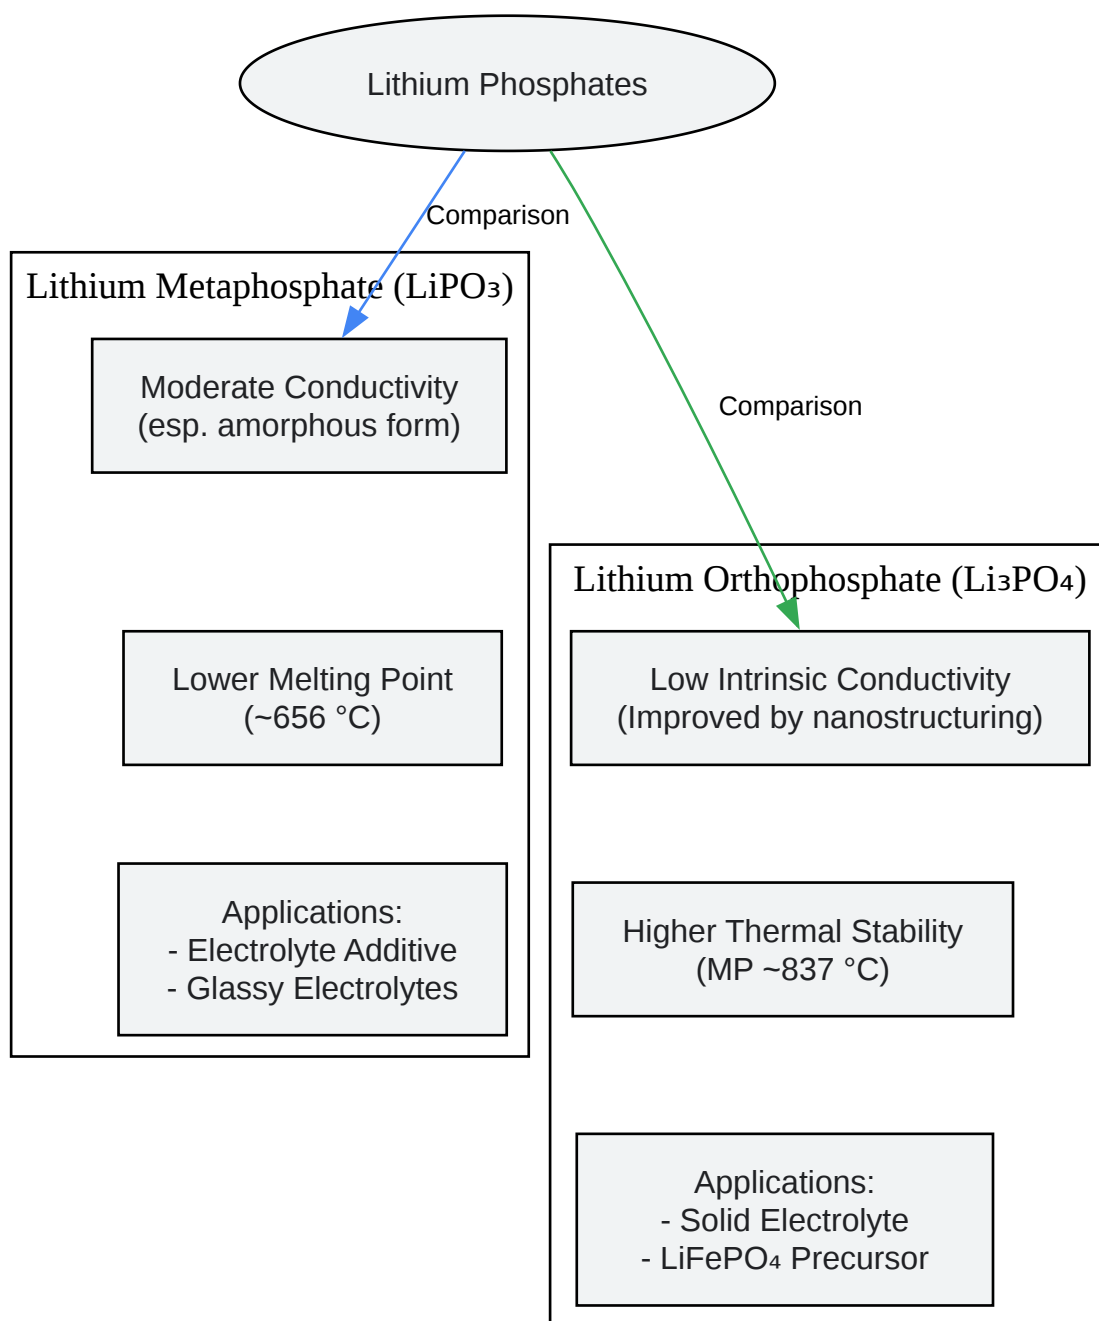 Lithium Phosphates
Comparison
Lithium Metaphosphate (LiPO₃)
Moderate Conductivity
(esp. amorphous form)
Lower Melting Point
(~656 °C)
Applications:
- Electrolyte Additive
- Glassy Electrolytes
Comparison
Lithium Orthophosphate (Li₃PO₄)
Low Intrinsic Conductivity
(Improved by nanostructuring)
Higher Thermal Stability
(MP ~837 °C)
Applications:
- Solid Electrolyte
- LiFePO₄ Precursor